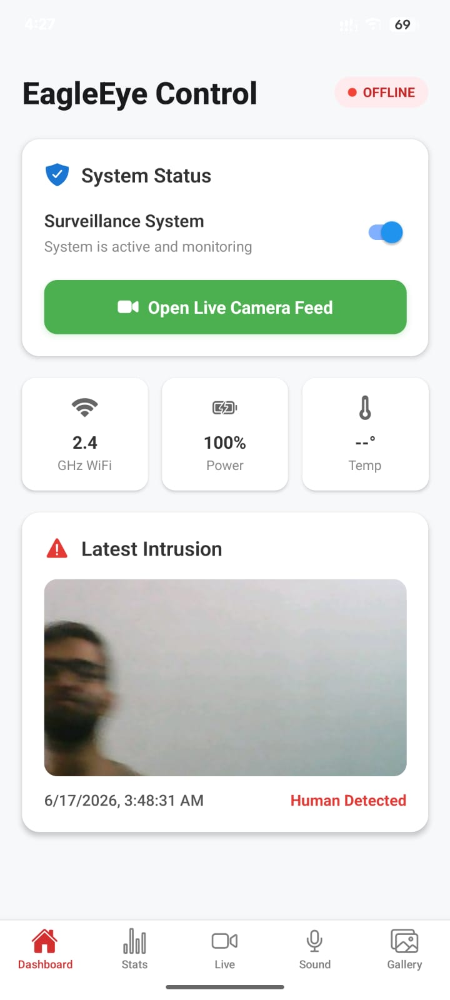 4:27
69
EagleEye Control
OFFLINE
System Status
Surveillance System
System is active and monitoring
Open Live Camera Feed
2.4
GHz WiFi
100%
Power
--°
Temp
Latest Intrusion
6/17/2026, 3:48:31 AM
Human Detected
Dashboard
Stats
Live
Sound
Gallery